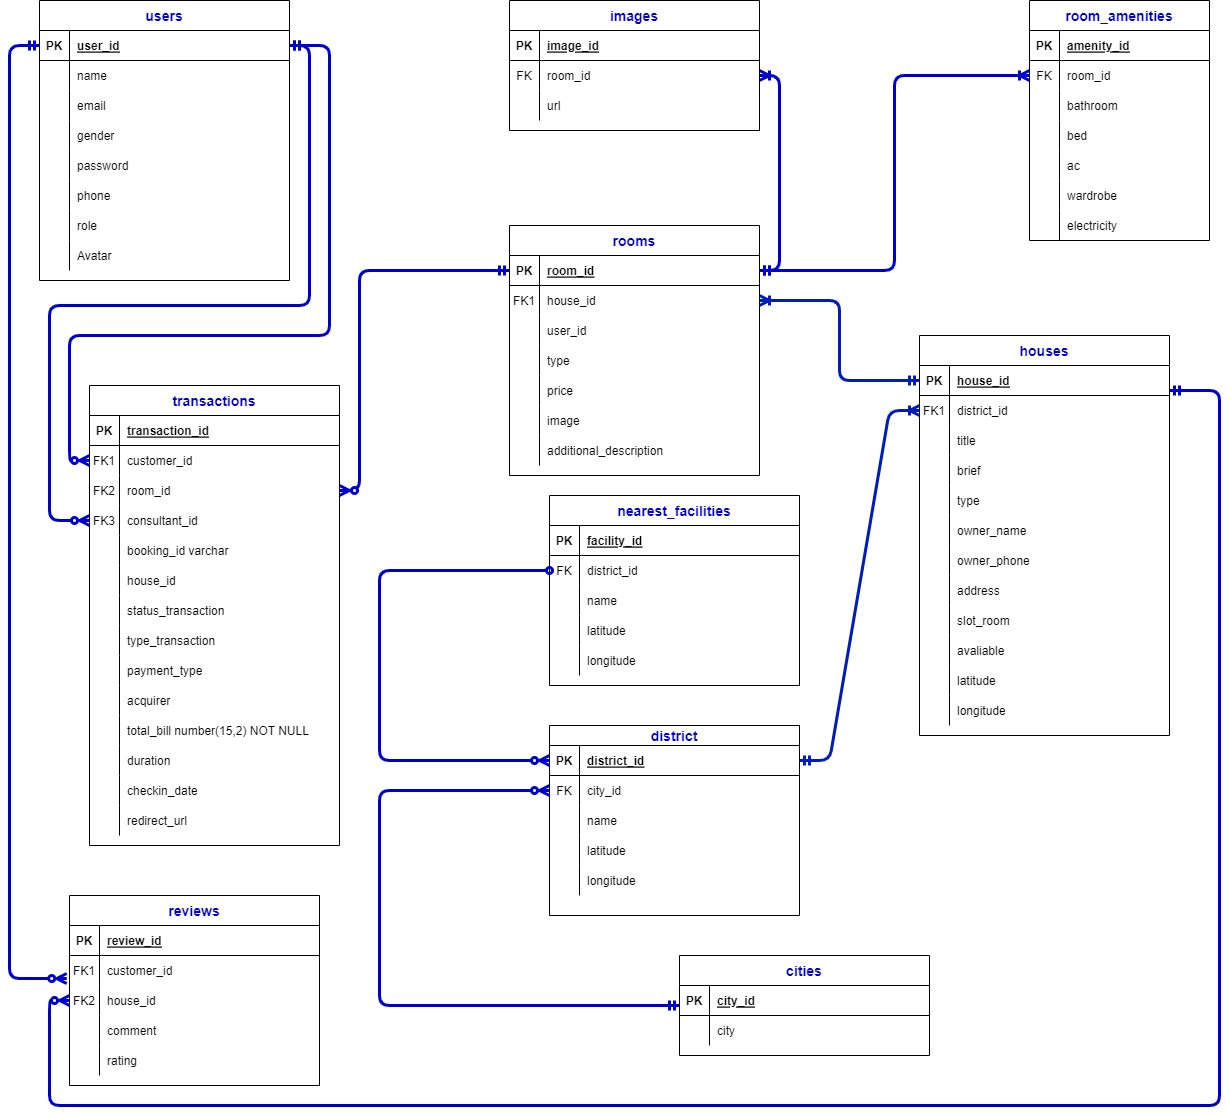 users
PK user_id
name
email
gender
password
phone
role
Avatar
images
PK image_id
FK room_id
url
room_amenities
PK amenity_id
FK room_id
bathroom
bed
ac
wardrobe
electricity
rooms
PK room_id
FK1 house_id
user_id
type
price
image
additional_description
houses
PK house_id
FK1 district_id
title
brief
type
owner_name
owner_phone
address
slot_room
avaliable
latitude
longitude
transactions
PK transaction_id
FK1 customer_id
FK2 room_id
FK3 consultant_id
booking_id varchar
house_id
status_transaction
type_transaction
payment_type
acquirer
total_bill number(15,2) NOT NULL
duration
checkin_date
redirect_url
nearest_facilities
PK facility_id
FK district_id
name
latitude
longitude
district
PK district_id
FK city_id
name
latitude
longitude
reviews
PK review_id
FK1 customer_id
FK2 house_id
comment
rating
cities
PK city_id
city